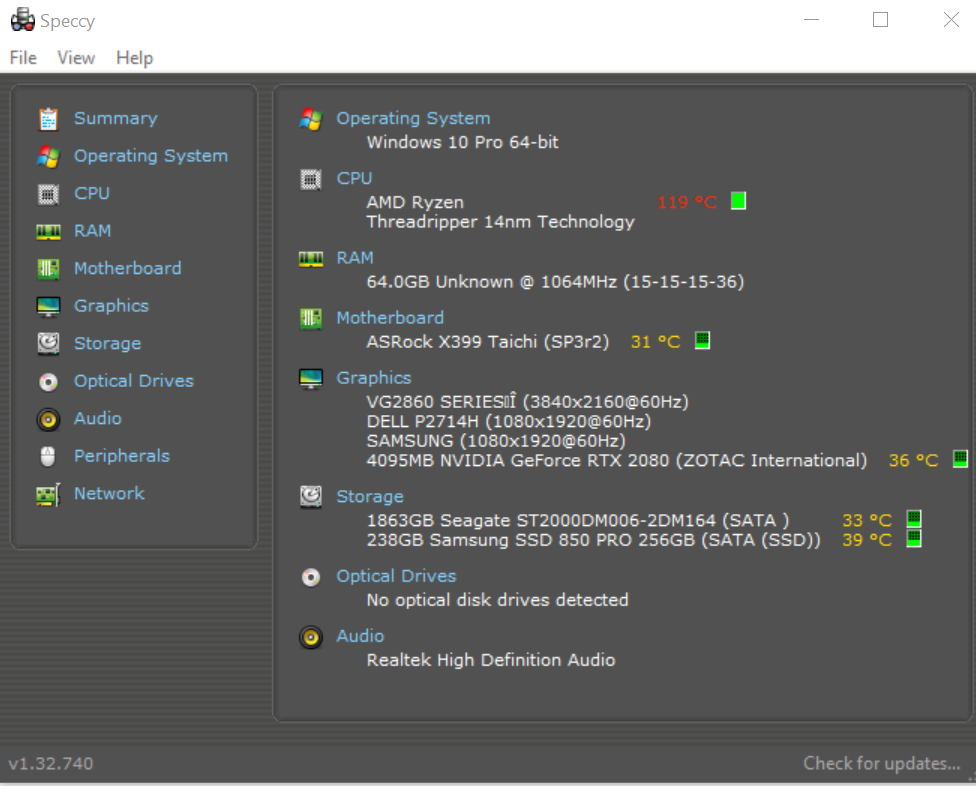 Speccy
File View Help
Summary
Operating System
CPU
RAM
Motherboard
Graphics
Storage
Optical Drives
Audio
Peripherals
Network
Operating System
Windows 10 Pro 64-bit
CPU
AMD Ryzen 119 °C
Threadripper 14nm Technology
RAM
64.0GB Unknown @ 1064MHz (15-15-15-36)
Motherboard
ASRock X399 Taichi (SP3r2) 31 °C
Graphics
VG2860 SERIES▯Î (3840x2160@60Hz)
DELL P2714H (1080x1920@60Hz)
SAMSUNG (1080x1920@60Hz)
4095MB NVIDIA GeForce RTX 2080 (ZOTAC International) 36 °C
Storage
1863GB Seagate ST2000DM006-2DM164 (SATA ) 33 °C
238GB Samsung SSD 850 PRO 256GB (SATA (SSD)) 39 °C
Optical Drives
No optical disk drives detected
Audio
Realtek High Definition Audio
v1.32.740 Check for updates...